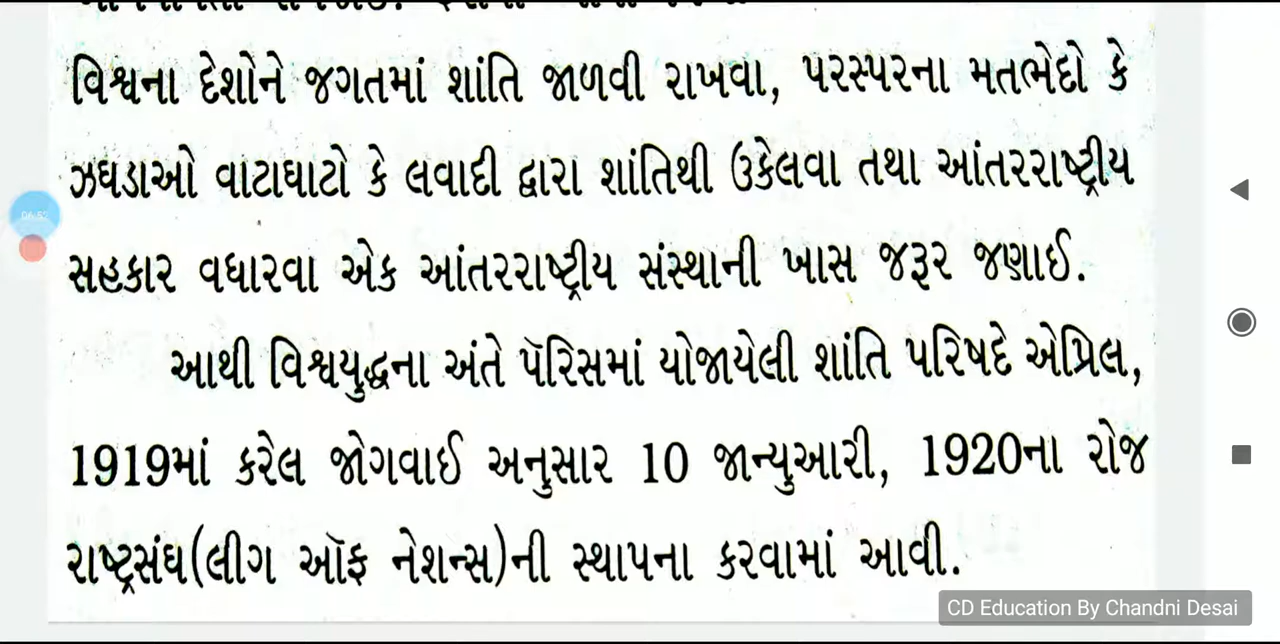 વિશ્વના દેશોને જગતમાં શાંતિ જાળવી રાખવા, પરસ્પરના મતભેદો કે
ઝઘડાઓ વાટાઘાટો કે લવાદી દ્વારા શાંતિથી ઉકેલવા તથા આંતરરાષ્ટ્રીય
સહકાર વધારવા એક આંતરરાષ્ટ્રીય સંસ્થાની ખાસ જરૂર જણાઈ.
આથી વિશ્વયુદ્ધના અંતે પૅરિસમાં યોજાયેલી શાંતિ પરિષદે એપ્રિલ,
1919માં કરેલ જોગવાઈ અનુસાર 10 જાન્યુઆરી, 1920ના રોજ
રાષ્ટ્રસંઘ(લીગ ઑફ નેશન્સ)ની સ્થાપના કરવામાં આવી.
CD Education By Chandni Desai